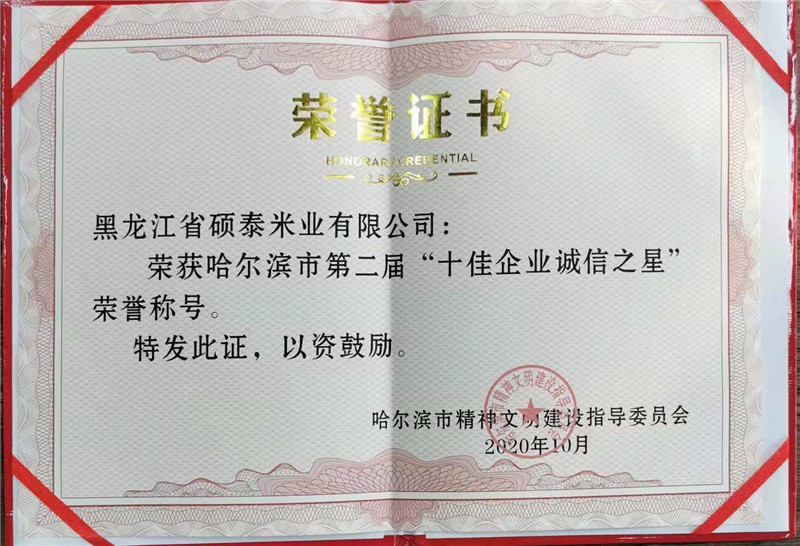 荣誉证书
HONORARY CREDENTIAL
黑龙江省硕泰米业有限公司：
荣获哈尔滨市第二届“十佳企业诚信之星”
荣誉称号。
特发此证，以资鼓励。
哈尔滨市精神文明建设指导委员会
2020年10月